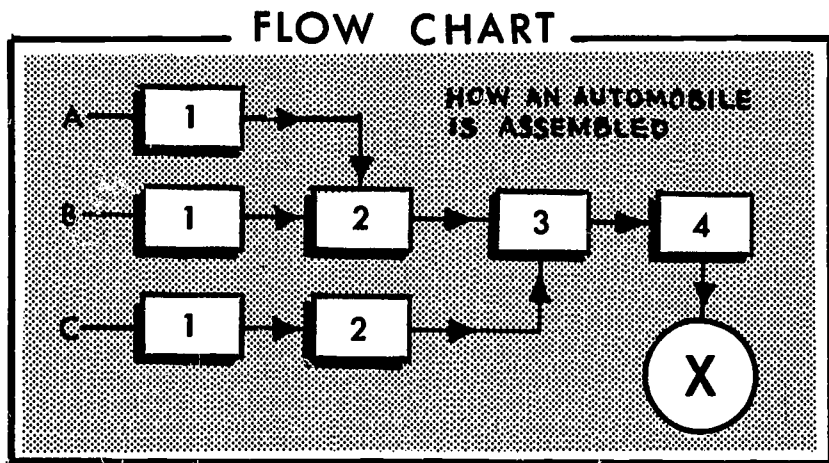 FLOW CHART
HOW AN AUTOMOBILE
IS ASSEMBLED
A 1
B 1 2 3 4
C 1 2
X